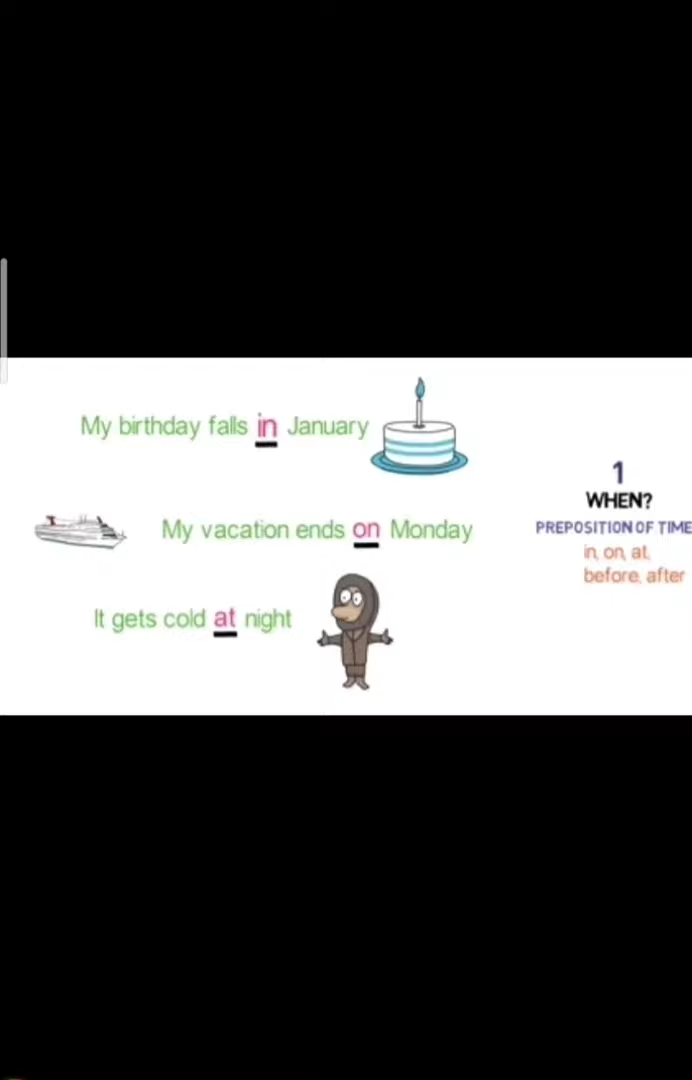 My birthday falls in January
My vacation ends on Monday
It gets cold at night
1
WHEN?
PREPOSITION OF TIME
in, on, at,
before, after